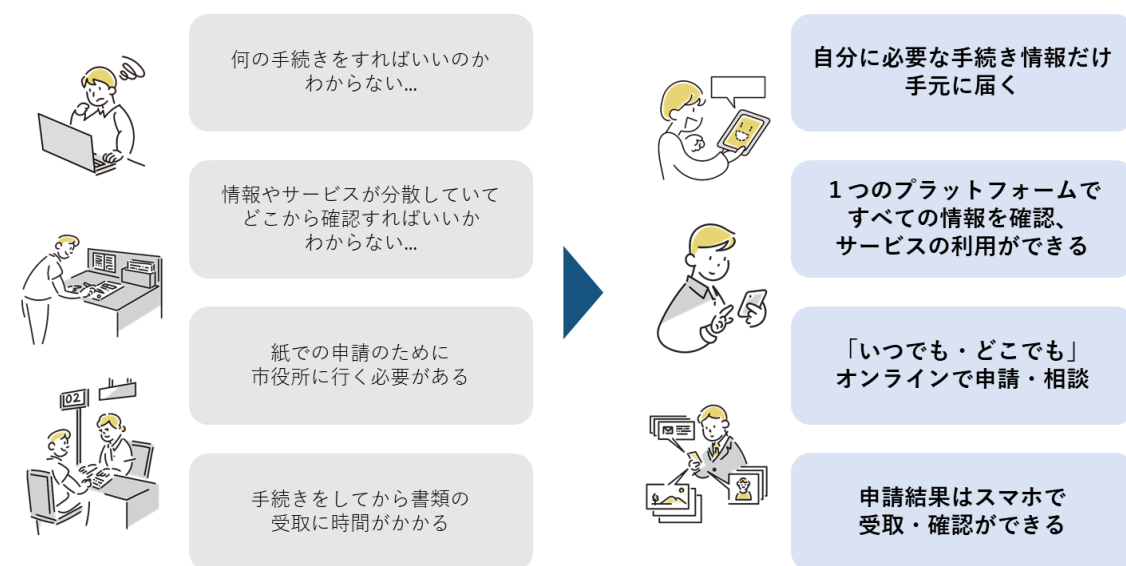 何の手続きをすればいいのか
わからない...
情報やサービスが分散していて
どこから確認すればいいか
わからない...
紙での申請のために
市役所に行く必要がある
02
手続きをしてから書類の
受取に時間がかかる
自分に必要な手続き情報だけ
手元に届く
１つのプラットフォームで
すべての情報を確認、
サービスの利用ができる
「いつでも・どこでも」
オンラインで申請・相談
申請結果はスマホで
受取・確認ができる